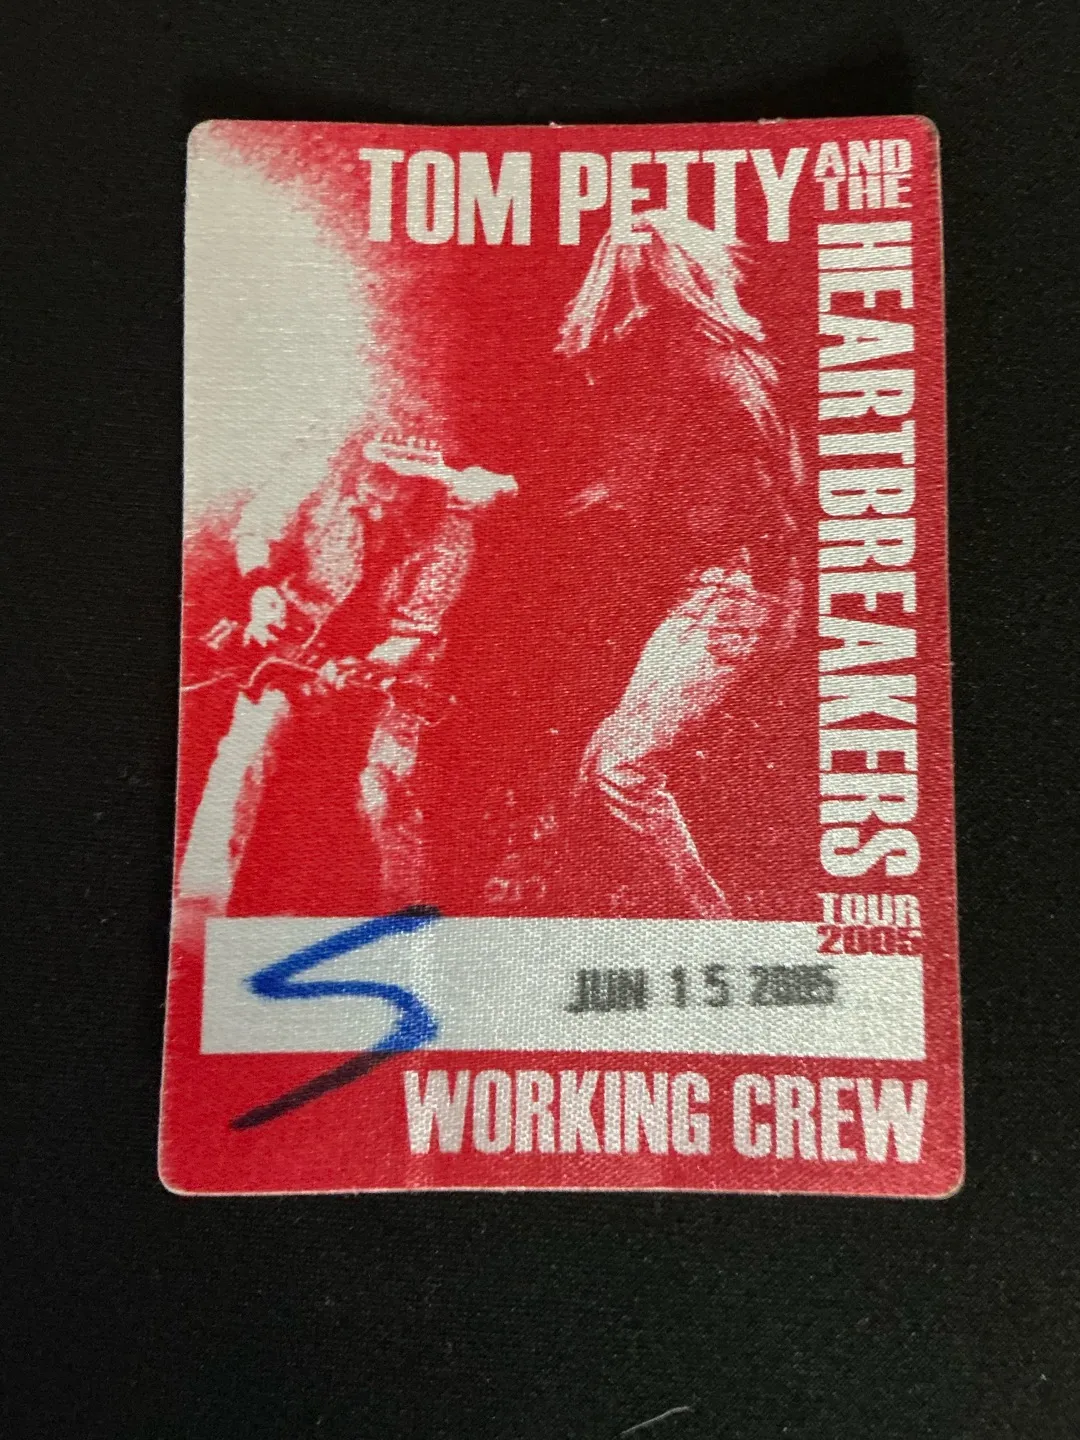 TOM PETTY
AND
THE
HEARTBREAKERS
TOUR
2005
S
JUN 15 2005
WORKING CREW